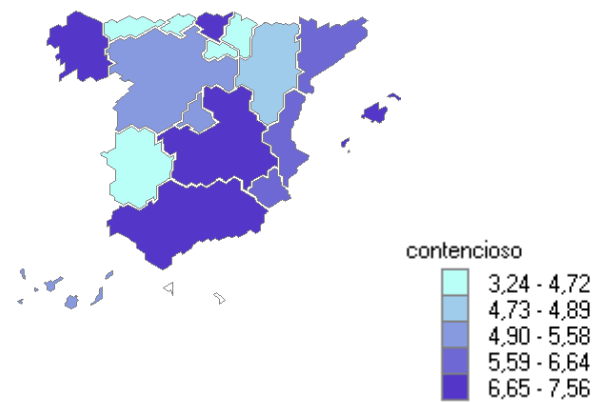 contencioso
3,24 - 4,72
4,73 - 4,89
4,90 - 5,58
5,59 - 6,64
6,65 - 7,56